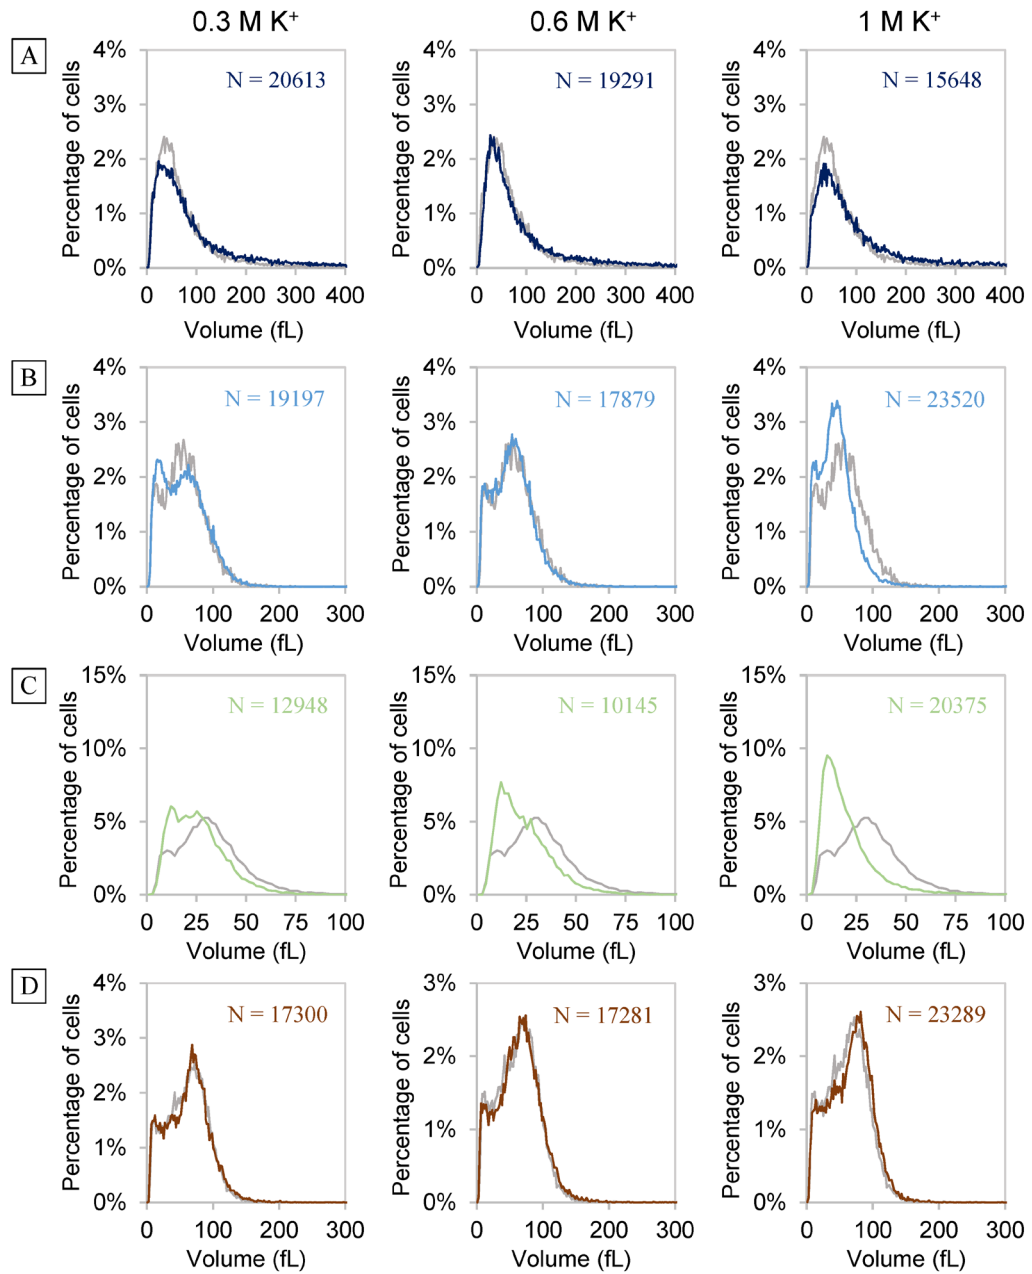 0.3 M K⁺ 0.6 M K⁺ 1 M K⁺
A
Percentage of cells
4%
3%
2%
1%
0%
N = 20613
0 100 200 300 400
Volume (fL)
Percentage of cells
4%
3%
2%
1%
0%
N = 19291
0 100 200 300 400
Volume (fL)
Percentage of cells
4%
3%
2%
1%
0%
N = 15648
0 100 200 300 400
Volume (fL)
B
Percentage of cells
4%
3%
2%
1%
0%
N = 19197
0 100 200 300
Volume (fL)
Percentage of cells
4%
3%
2%
1%
0%
N = 17879
0 100 200 300
Volume (fL)
Percentage of cells
4%
3%
2%
1%
0%
N = 23520
0 100 200 300
Volume (fL)
C
Percentage of cells
15%
10%
5%
0%
N = 12948
0 25 50 75 100
Volume (fL)
Percentage of cells
15%
10%
5%
0%
N = 10145
0 25 50 75 100
Volume (fL)
Percentage of cells
15%
10%
5%
0%
N = 20375
0 25 50 75 100
Volume (fL)
D
Percentage of cells
4%
3%
2%
1%
0%
N = 17300
0 100 200 300
Volume (fL)
Percentage of cells
3%
2%
1%
0%
N = 17281
0 100 200 300
Volume (fL)
Percentage of cells
3%
2%
1%
0%
N = 23289
0 100 200 300
Volume (fL)